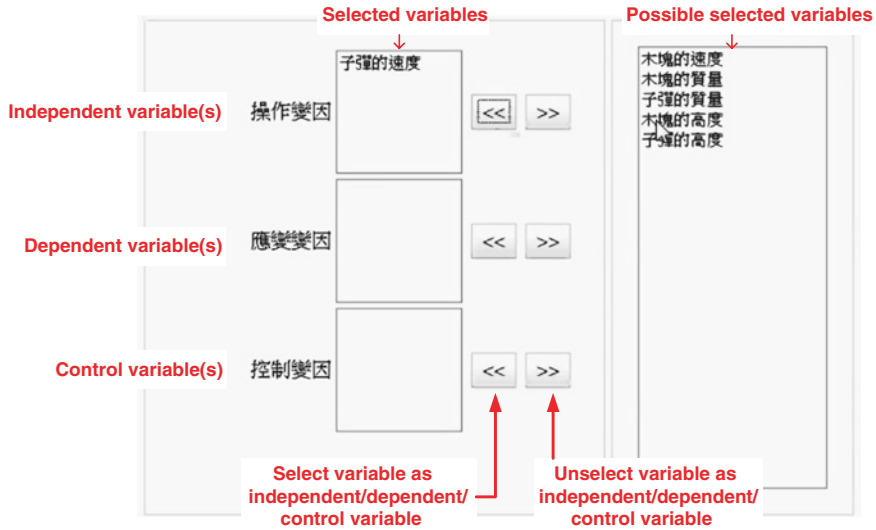 Selected variables
Possible selected variables
子彈的速度
木塊的速度
木塊的質量
子彈的質量
木塊的高度
子彈的高度
Independent variable(s)
操作變因
<<
>>
Dependent variable(s)
應變變因
<<
>>
Control variable(s)
控制變因
<<
>>
Select variable as
independent/dependent/
control variable
Unselect variable as
independent/dependent/
control variable